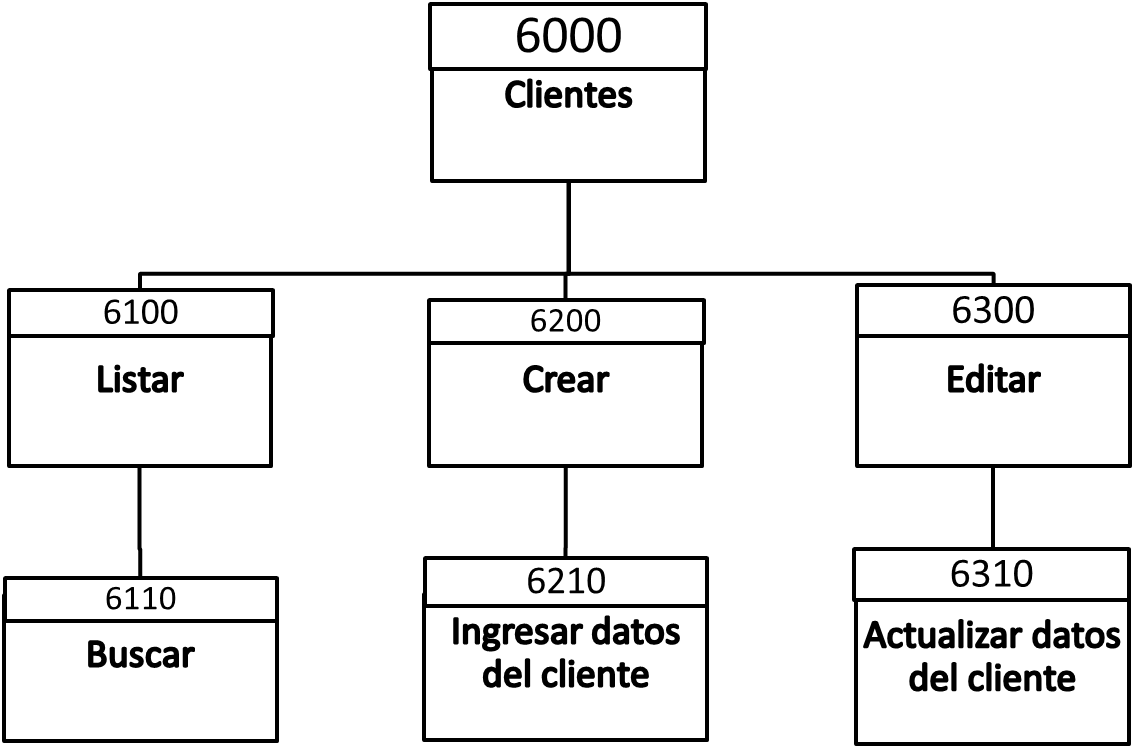 6000
Clientes
6100
Listar
6200
Crear
6300
Editar
6110
Buscar
6210
Ingresar datos
del cliente
6310
Actualizar datos
del cliente